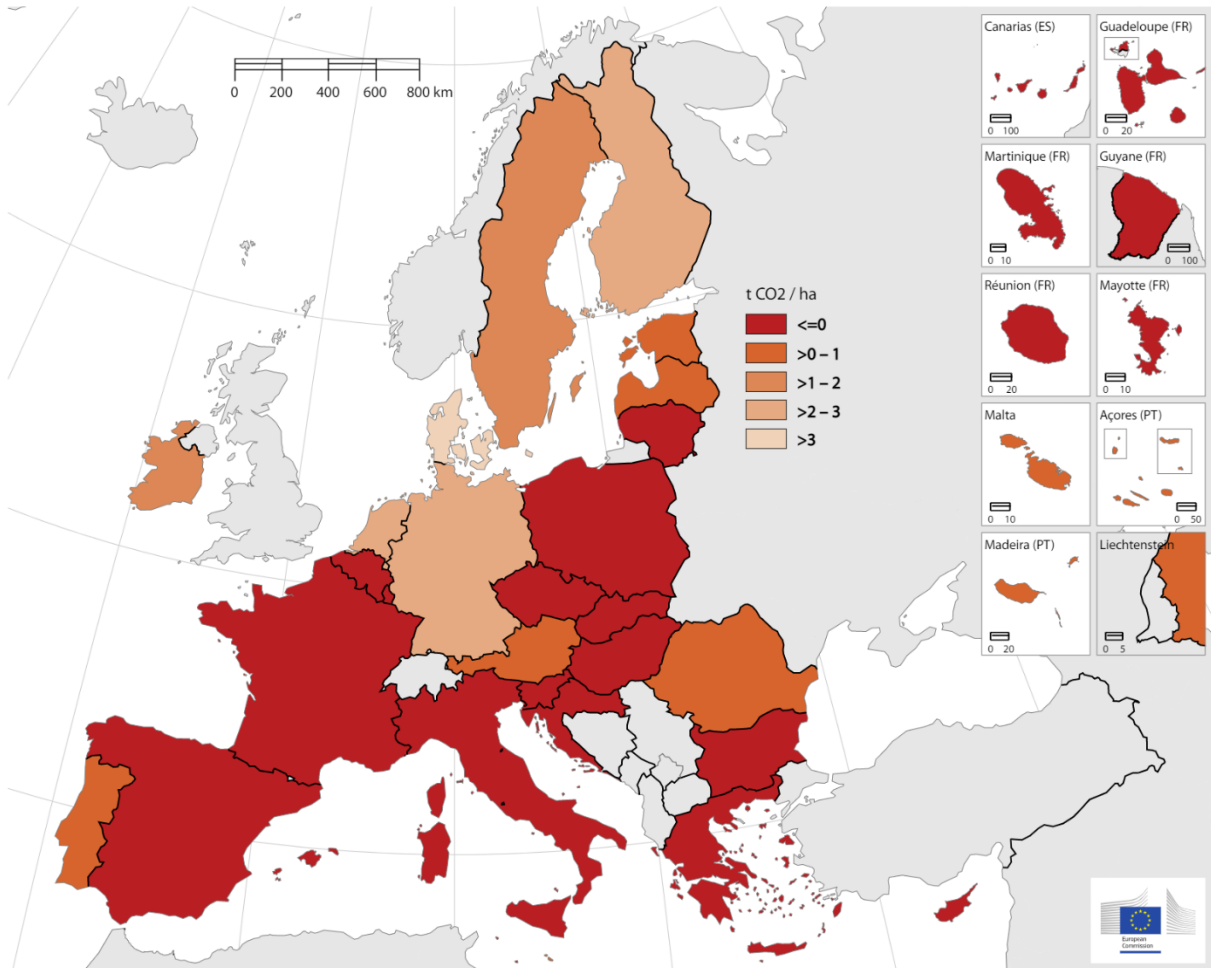 0 200 400 600 800 km
t CO2 / ha
<=0
>0 – 1
>1 – 2
>2 – 3
>3
Canarias (ES)
0 100
Guadeloupe (FR)
0 20
Martinique (FR)
0 10
Guyane (FR)
0 100
Réunion (FR)
0 20
Mayotte (FR)
0 10
Malta
0 10
Açores (PT)
0 50
Madeira (PT)
0 20
Liechtenstein
0 5
European
Commission